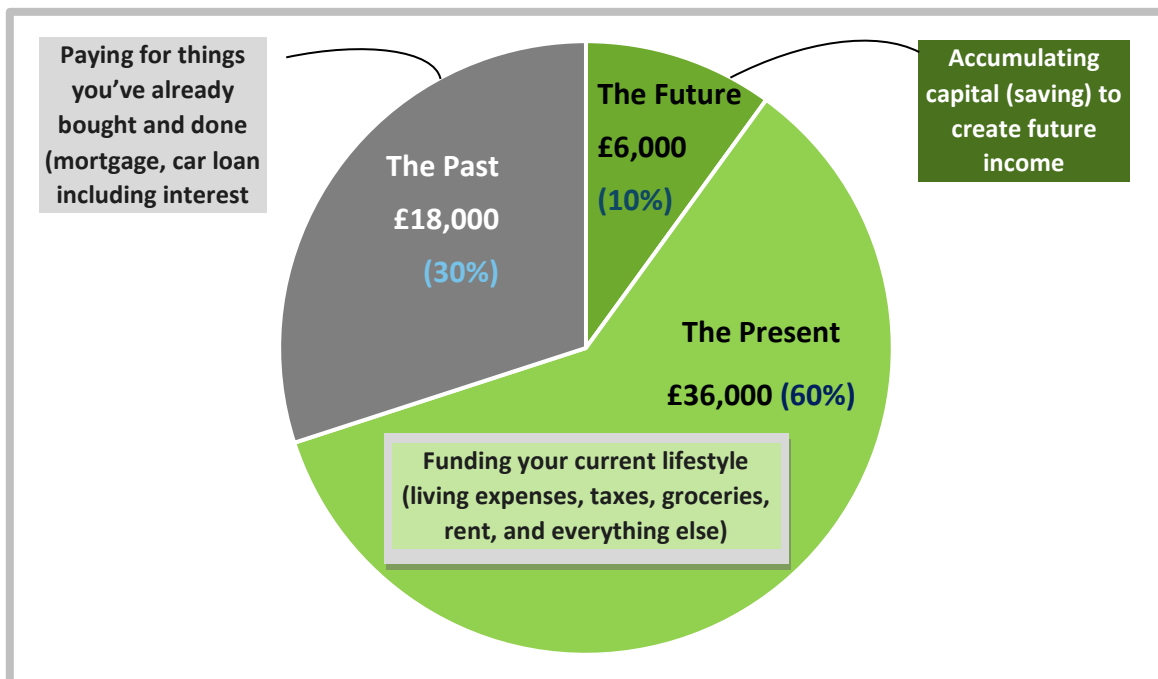 Paying for things
you’ve already
bought and done
(mortgage, car loan
including interest
The Past
£18,000
(30%)
The Future
£6,000
(10%)
Accumulating
capital (saving) to
create future
income
The Present
£36,000 (60%)
Funding your current lifestyle
(living expenses, taxes, groceries,
rent, and everything else)